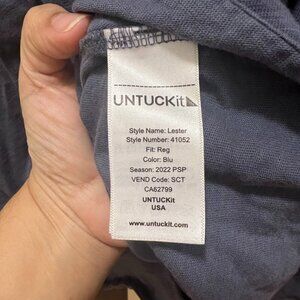 UNTUCKit
Style Name: Lester
Style Number: 41052
Fit: Reg
Color: Blu
Season: 2022 PSP
VEND Code: SCT
CA62799
UNTUCKit
USA
www.untuckit.com